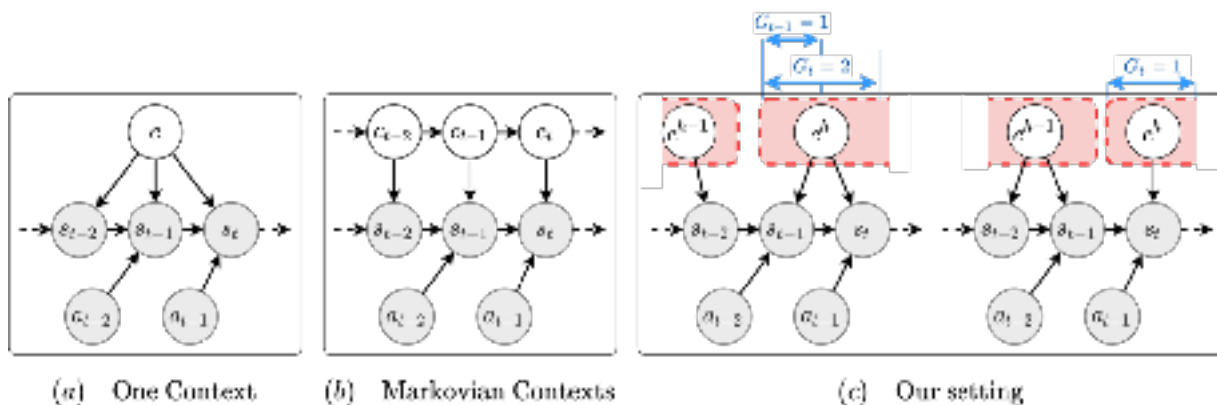 G_{t-1} = 1
G_t = 2
G_t = 1
c
c_{t-2} c_{t-1} c_t
c^{k-1} c^k
c^{k-1} c^k
s_{t-2} s_{t-1} s_t
s_{t-2} s_{t-1} s_t
s_{t-2} s_{t-1} s_t
s_{t-2} s_{t-1} s_t
a_{t-2} a_{t-1}
a_{t-2} a_{t-1}
a_{t-2} a_{t-1}
a_{t-2} a_{t-1}
(a) One Context
(b) Markovian Contexts
(c) Our setting